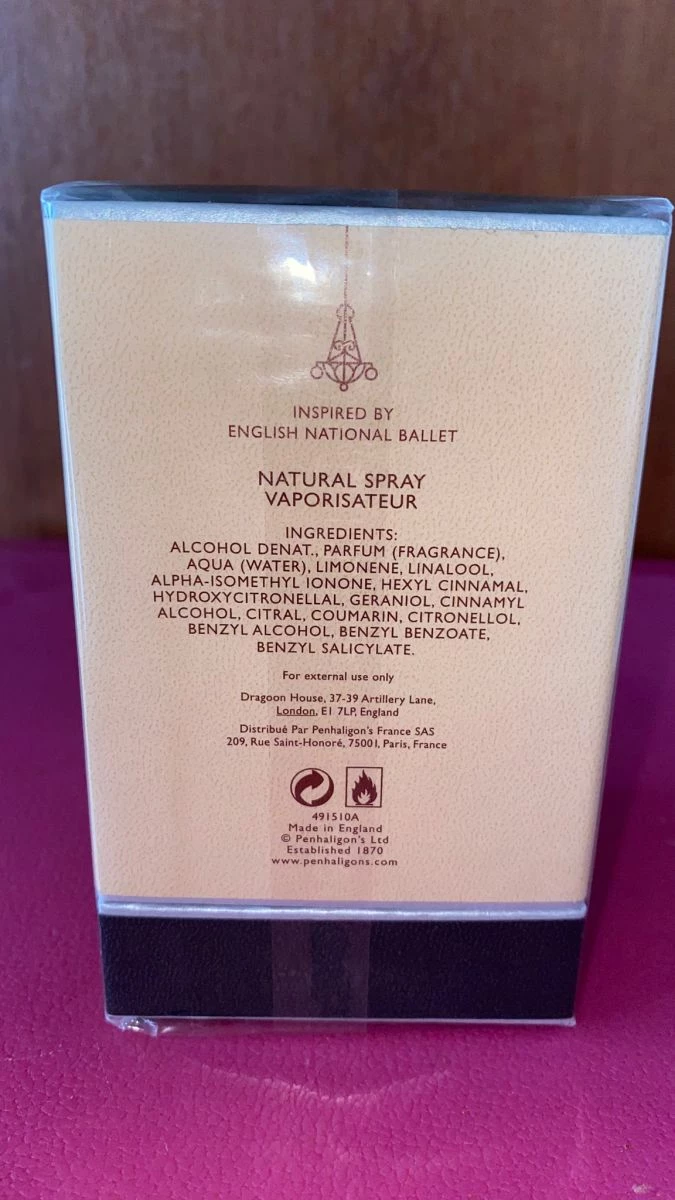 INSPIRED BY
ENGLISH NATIONAL BALLET
NATURAL SPRAY
VAPORISATEUR
INGREDIENTS:
ALCOHOL DENAT., PARFUM (FRAGRANCE),
AQUA (WATER), LIMONENE, LINALOOL,
ALPHA-ISOMETHYL IONONE, HEXYL CINNAMAL,
HYDROXYCITRONELLAL, GERANIOL, CINNAMYL
ALCOHOL, CITRAL, COUMARIN, CITRONELLOL,
BENZYL ALCOHOL, BENZYL BENZOATE,
BENZYL SALICYLATE.
For external use only
Dragoon House, 37-39 Artillery Lane,
London, E1 7LP, England
Distribué Par Penhaligon's France SAS
209, Rue Saint-Honoré, 75001, Paris, France
491510A
Made in England
© Penhaligon's Ltd
Established 1870
www.penhaligons.com